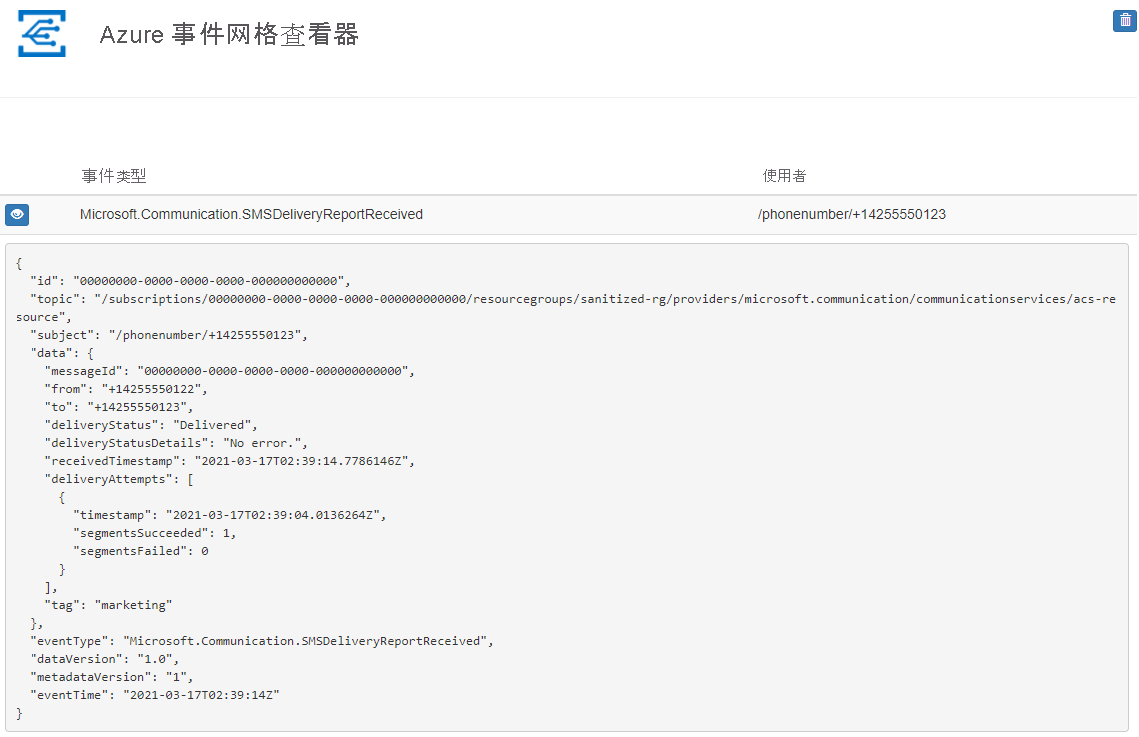 Azure 事件网格查看器
事件类型 使用者
Microsoft.Communication.SMSDeliveryReportReceived /phonenumber/+14255550123
{
"id": "00000000-0000-0000-0000-000000000000",
"topic": "/subscriptions/00000000-0000-0000-0000-000000000000/resourcegroups/sanitized-rg/providers/microsoft.communication/communicationservices/acs-re
source",
"subject": "/phonenumber/+14255550123",
"data": {
"messageId": "00000000-0000-0000-0000-000000000000",
"from": "+14255550122",
"to": "+14255550123",
"deliveryStatus": "Delivered",
"deliveryStatusDetails": "No error.",
"receivedTimestamp": "2021-03-17T02:39:14.7786146Z",
"deliveryAttempts": [
{
"timestamp": "2021-03-17T02:39:04.0136264Z",
"segmentsSucceeded": 1,
"segmentsFailed": 0
}
],
"tag": "marketing"
},
"eventType": "Microsoft.Communication.SMSDeliveryReportReceived",
"dataVersion": "1.0",
"metadataVersion": "1",
"eventTime": "2021-03-17T02:39:14Z"
}